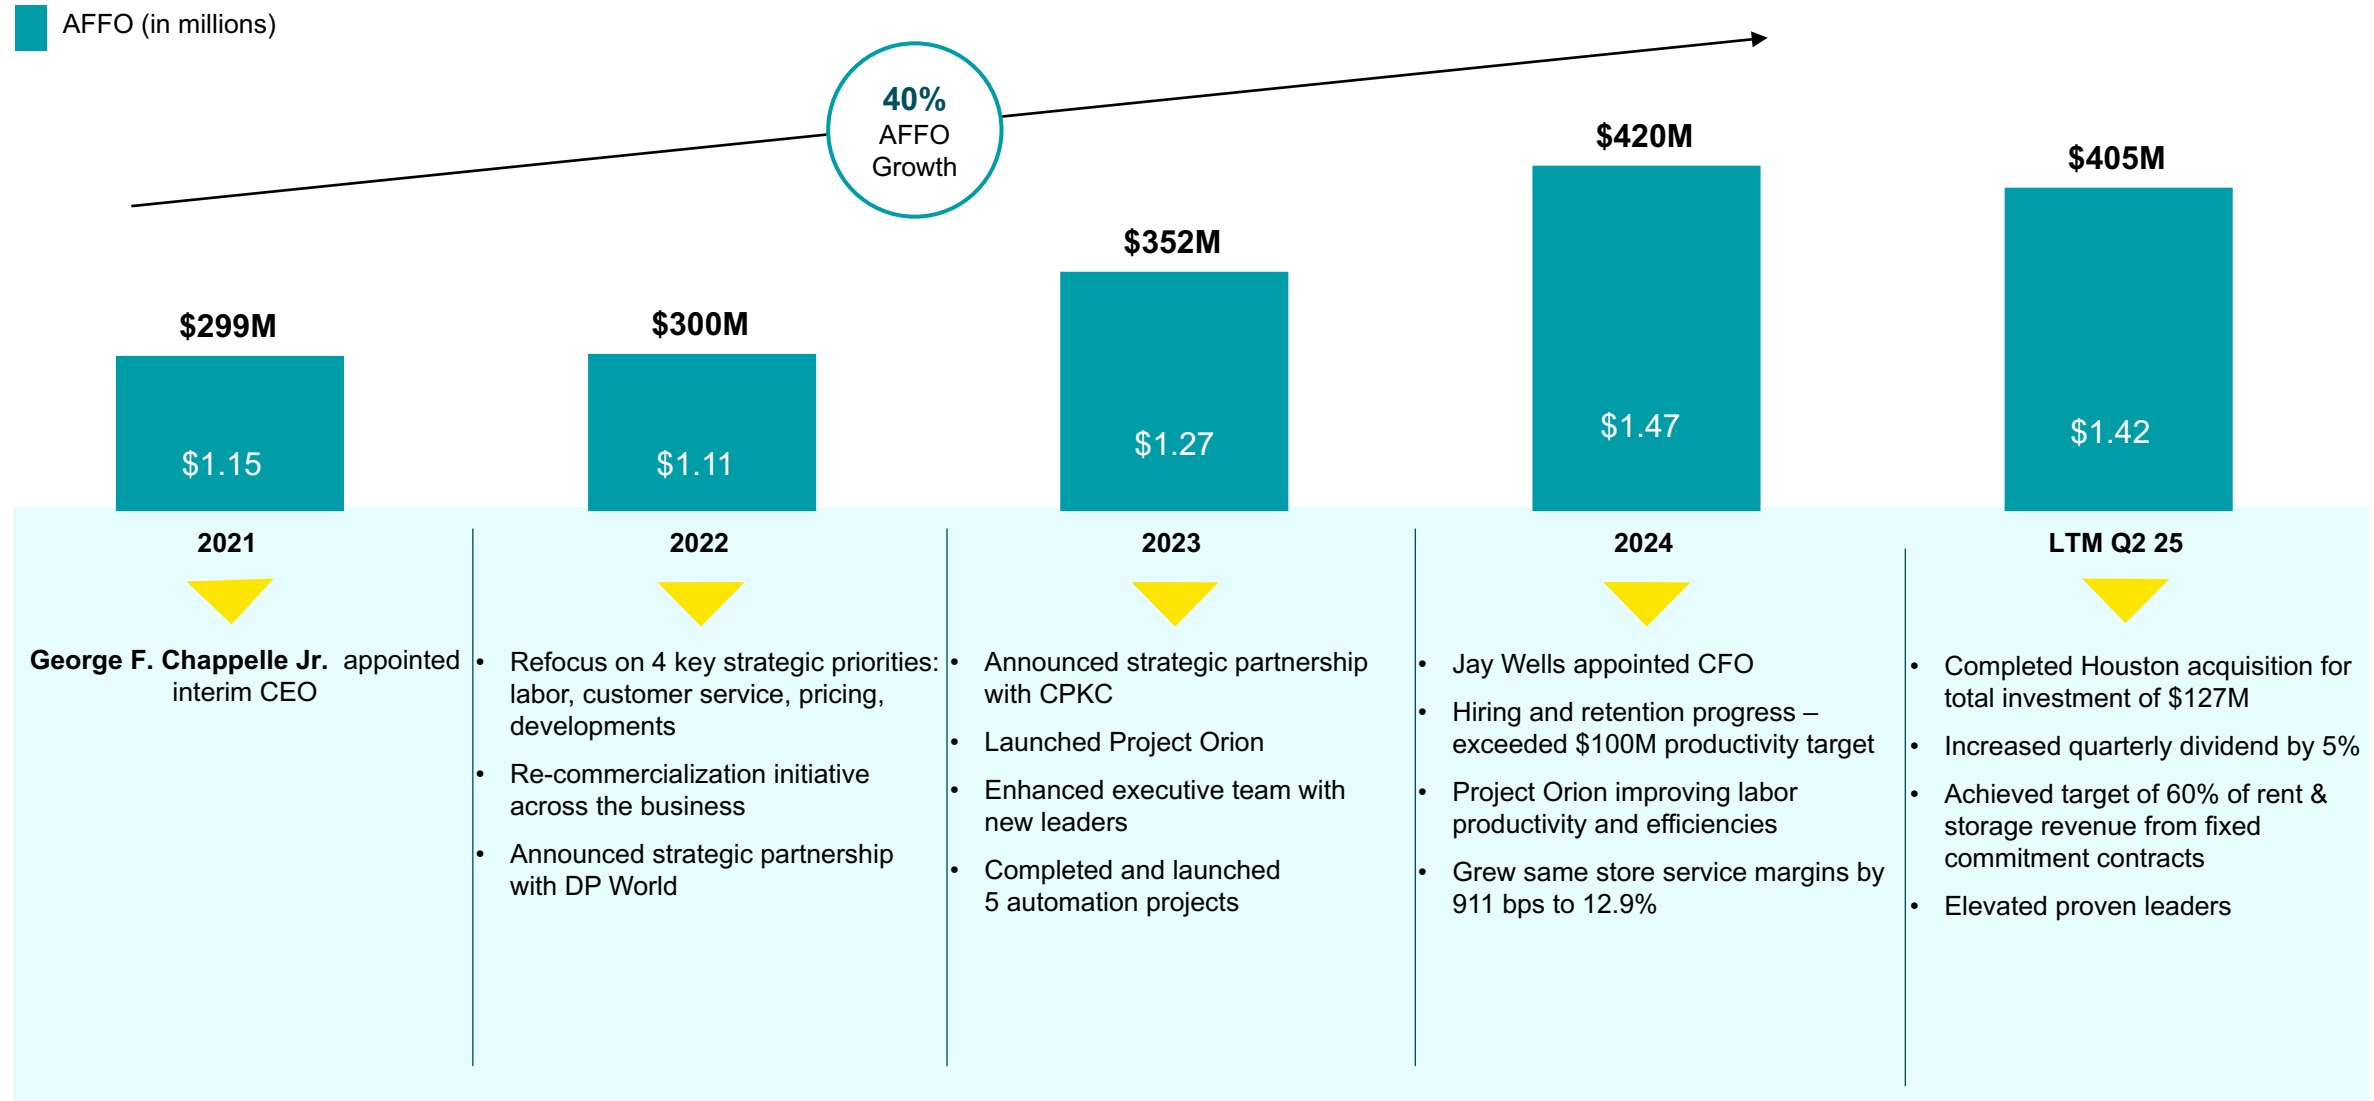 AFFO (in millions)
40%
AFFO
Growth
$299M
$300M
$352M
$420M
$405M
$1.15
$1.11
$1.27
$1.47
$1.42
2021
George F. Chappelle Jr. appointed
interim CEO
2022
• Refocus on 4 key strategic priorities:
labor, customer service, pricing,
developments
• Re-commercialization initiative
across the business
• Announced strategic partnership
with DP World
2023
• Announced strategic partnership
with CPKC
• Launched Project Orion
• Enhanced executive team with
new leaders
• Completed and launched
5 automation projects
2024
• Jay Wells appointed CFO
• Hiring and retention progress –
exceeded $100M productivity target
• Project Orion improving labor
productivity and efficiencies
• Grew same store service margins by
911 bps to 12.9%
LTM Q2 25
• Completed Houston acquisition for
total investment of $127M
• Increased quarterly dividend by 5%
• Achieved target of 60% of rent &
storage revenue from fixed
commitment contracts
• Elevated proven leaders